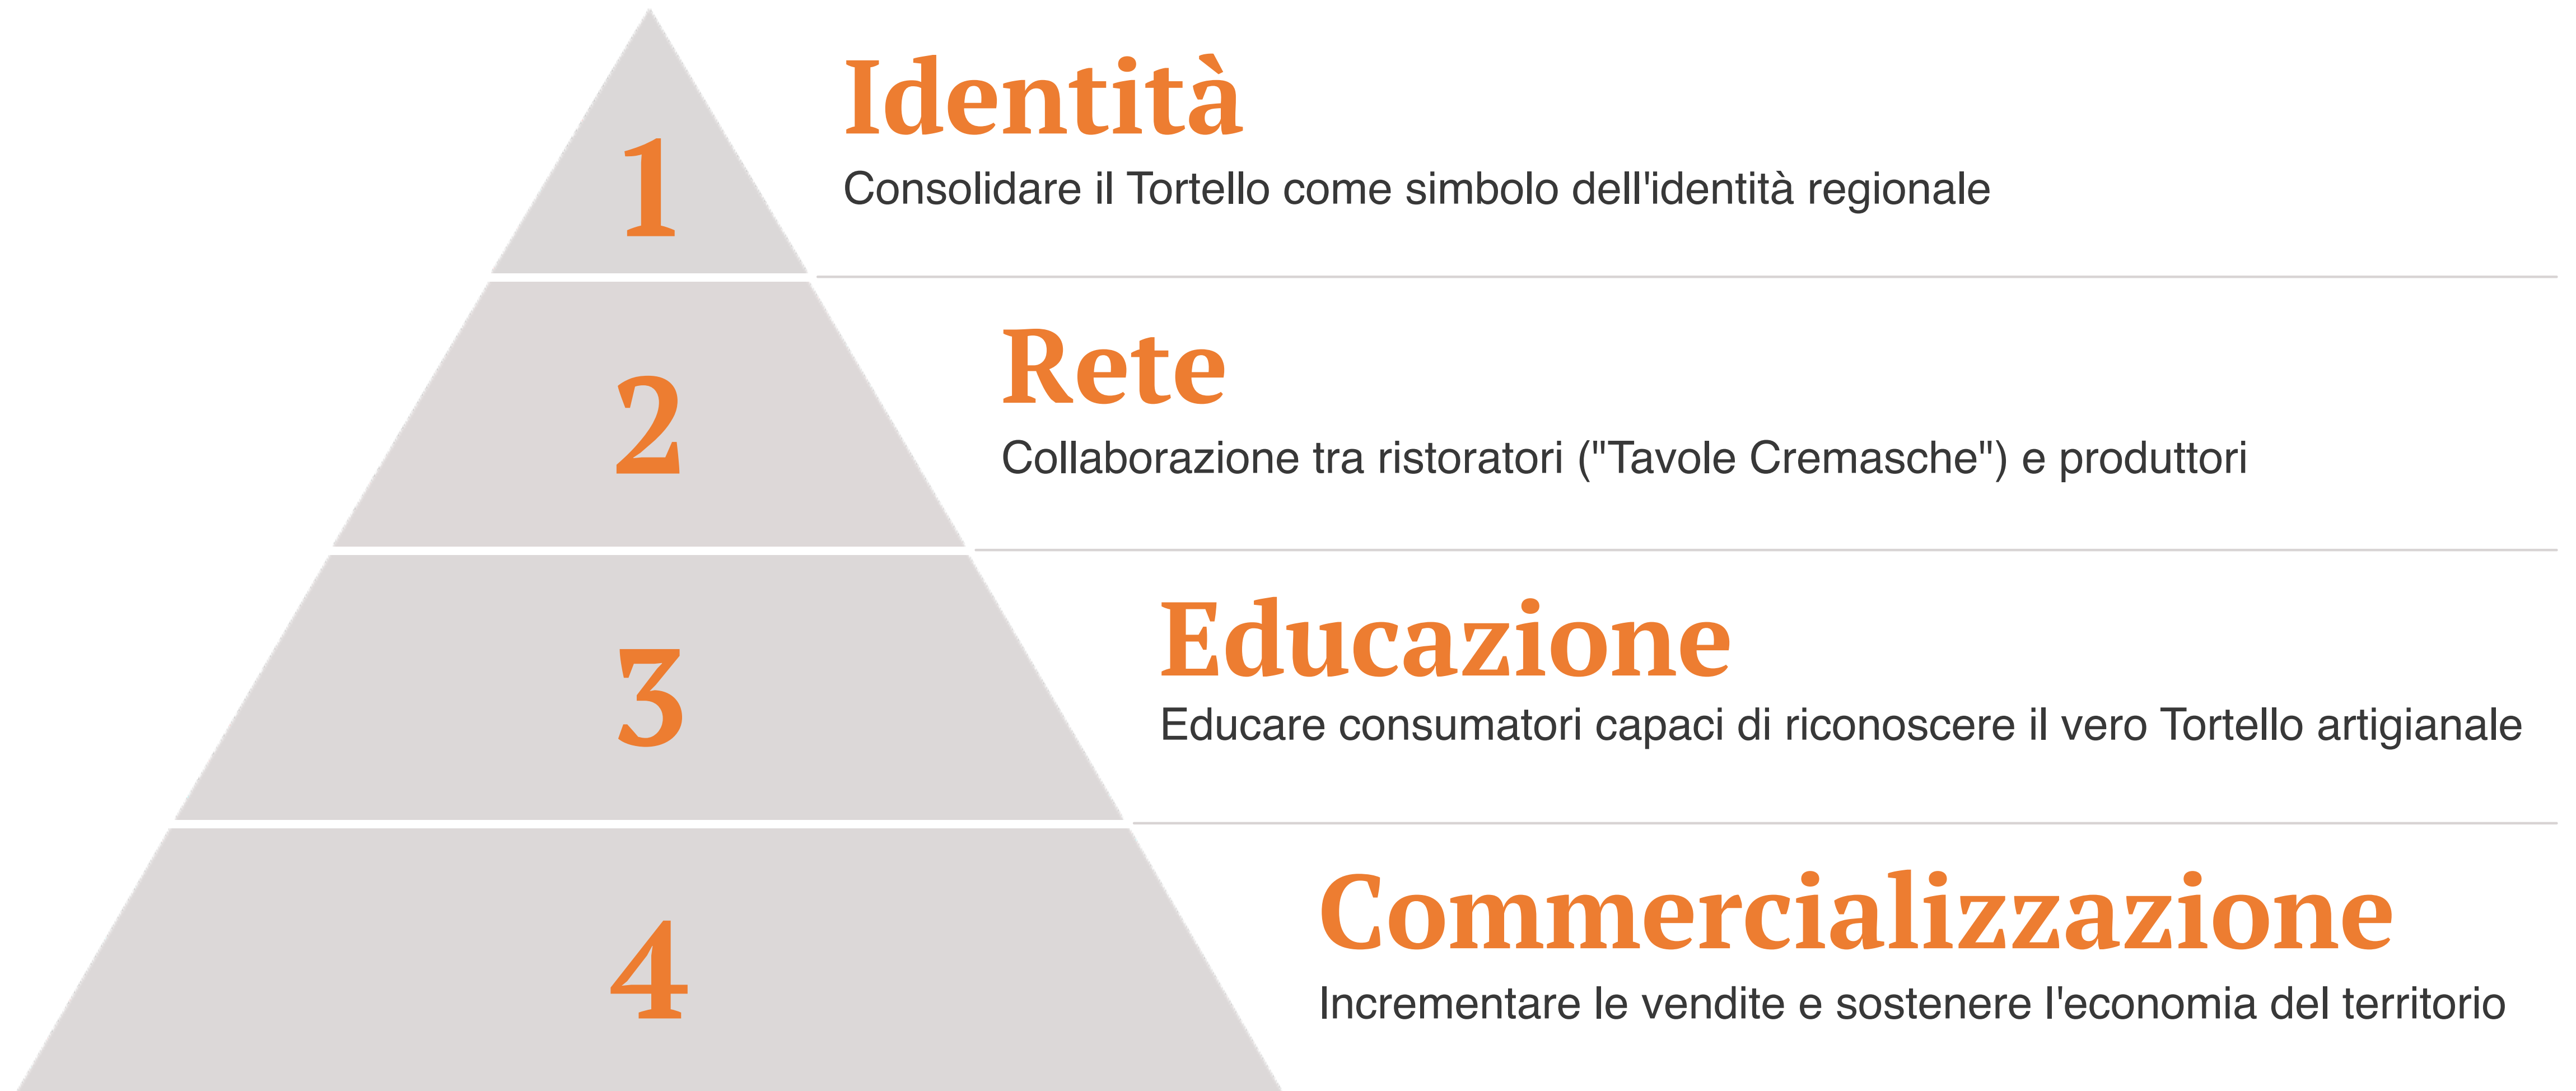 1
Identità
Consolidare il Tortello come simbolo dell'identità regionale
2
Rete
Collaborazione tra ristoratori ("Tavole Cremasche") e produttori
3
Educazione
Educare consumatori capaci di riconoscere il vero Tortello artigianale
4
Commercializzazione
Incrementare le vendite e sostenere l'economia del territorio